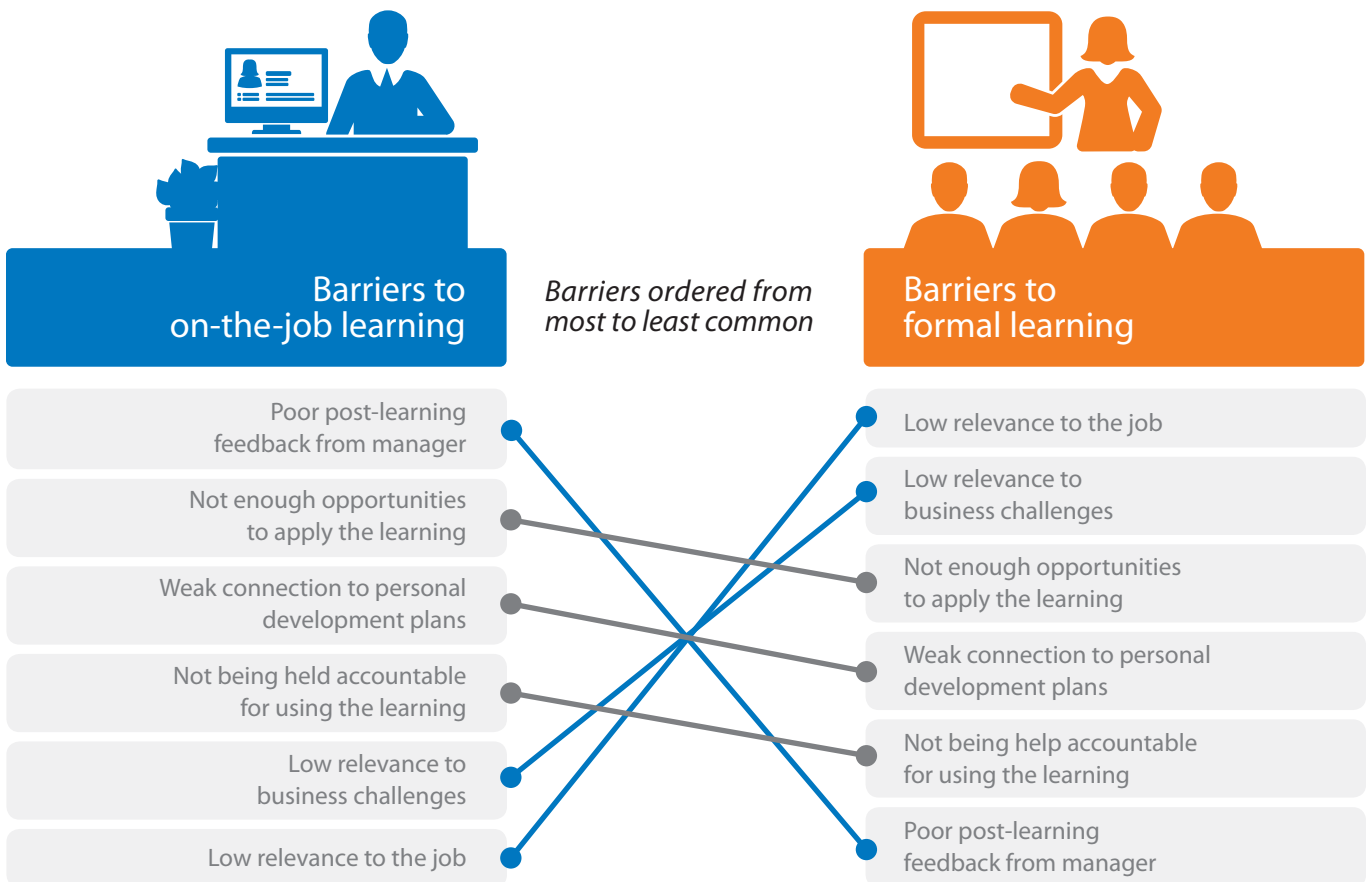 Barriers to
on-the-job learning
Barriers ordered from
most to least common
Barriers to
formal learning
Poor post-learning
feedback from manager
Not enough opportunities
to apply the learning
Weak connection to personal
development plans
Not being held accountable
for using the learning
Low relevance to
business challenges
Low relevance to the job
Low relevance to the job
Low relevance to
business challenges
Not enough opportunities
to apply the learning
Weak connection to personal
development plans
Not being help accountable
for using the learning
Poor post-learning
feedback from manager